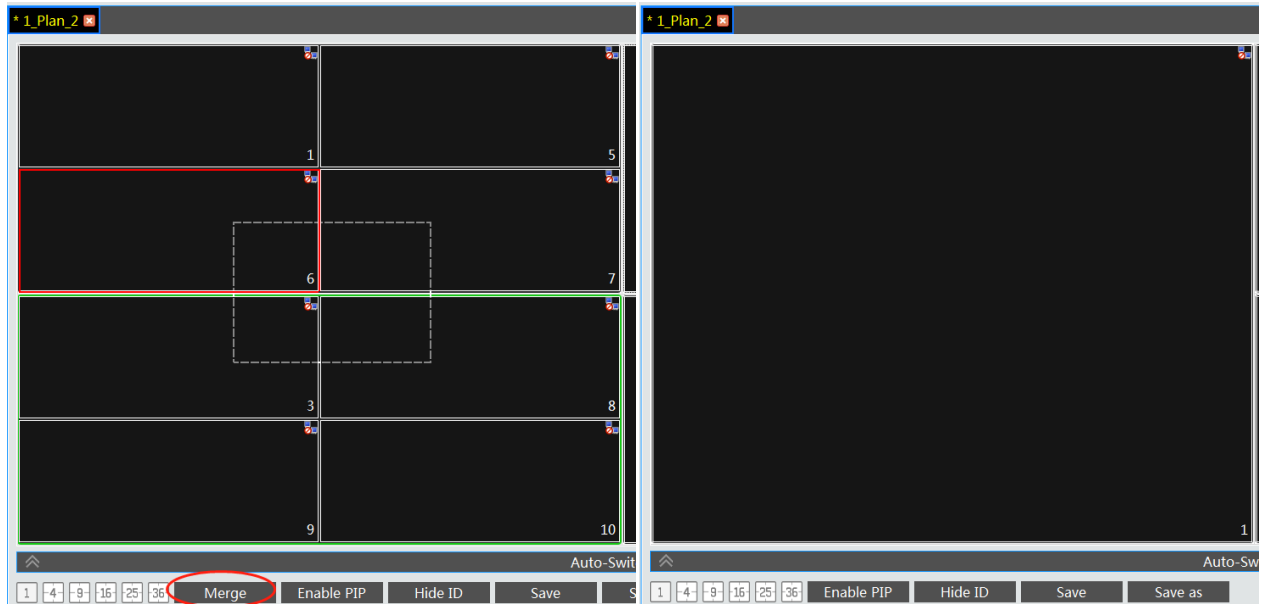 * 1_Plan_2
* 1_Plan_2
1
5
6
7
3
8
9
10
1
Auto-Swit
Auto-Sw
1 4 9 16 25 36 Merge Enable PIP Hide ID Save S
1 4 9 16 25 36 Enable PIP Hide ID Save Save as